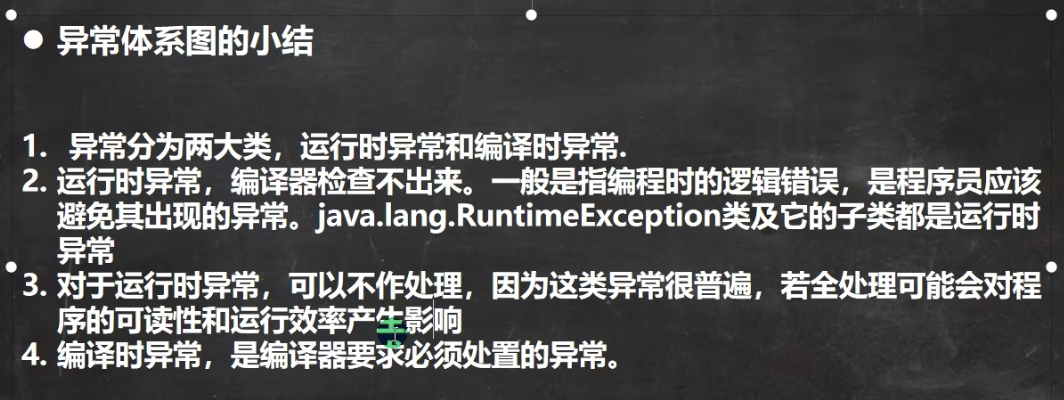 ● 异常体系图的小结
1. 异常分为两大类，运行时异常和编译时异常.
2. 运行时异常，编译器检查不出来。一般是指编程时的逻辑错误，是程序员应该
避免其出现的异常。java.lang.RuntimeException类及它的子类都是运行时
异常
3. 对于运行时异常，可以不作处理，因为这类异常很普遍，若全处理可能会对程
序的可读性和运行效率产生影响
4. 编译时异常，是编译器要求必须处置的异常。